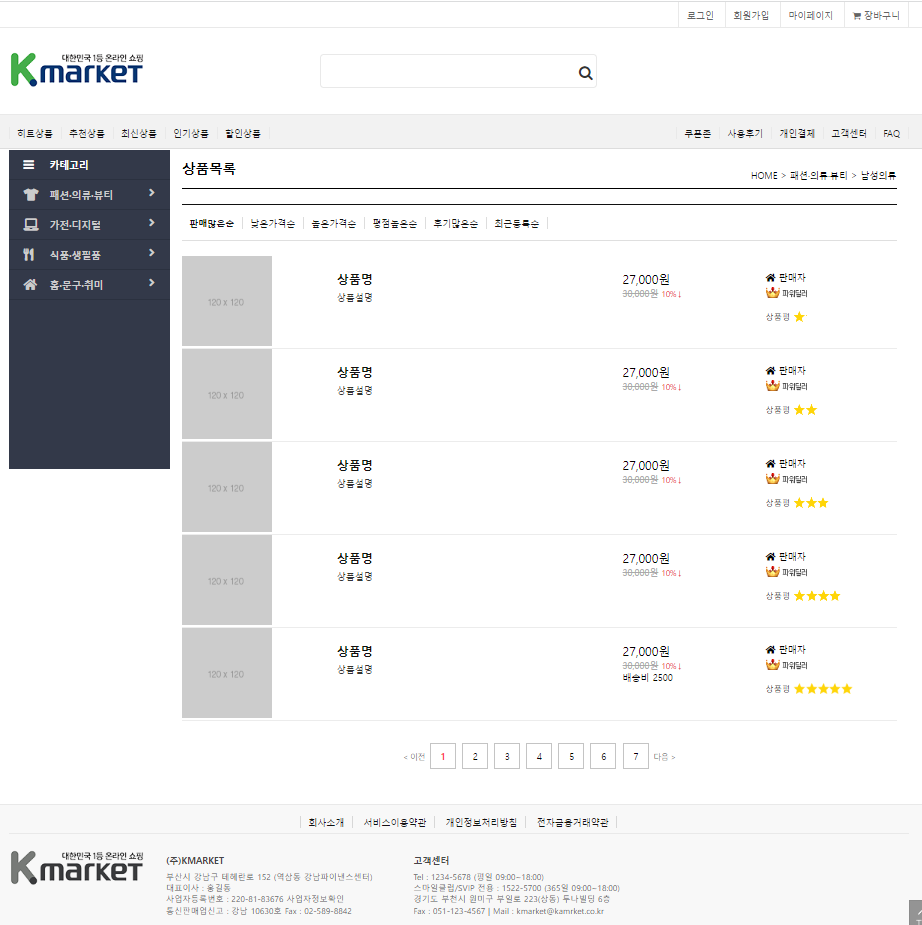 로그인 회원가입 마이페이지 장바구니
대한민국 1등 온라인 쇼핑
Kmarket
히트상품 추천상품 최신상품 인기상품 할인상품 쿠폰존 사용후기 개인결제 고객센터 FAQ
카테고리
패션·의류·뷰티
가전·디지털
식품·생필품
홈·문구·취미
상품목록
HOME > 패션·의류·뷰티 > 남성의류
판매많은순 낮은가격순 높은가격순 평점높은순 후기많은순 최근등록순
120 x 120
상품명
상품설명
27,000원
30,000원 10%↓
판매자
파워딜러
상품평
120 x 120
상품명
상품설명
27,000원
30,000원 10%↓
판매자
파워딜러
상품평
120 x 120
상품명
상품설명
27,000원
30,000원 10%↓
판매자
파워딜러
상품평
120 x 120
상품명
상품설명
27,000원
30,000원 10%↓
판매자
파워딜러
상품평
120 x 120
상품명
상품설명
27,000원
30,000원 10%↓
배송비 2500
판매자
파워딜러
상품평
< 이전 1 2 3 4 5 6 7 다음 >
회사소개 서비스이용약관 개인정보처리방침 전자금융거래약관
대한민국 1등 온라인 쇼핑
Kmarket
(주)KMARKET
부산시 강남구 테헤란로 152 (역삼동 강남파이낸스센터)
대표이사 : 홍길동
사업자등록번호 : 220-81-83676 사업자정보확인
통신판매업신고 : 강남 10630호 Fax : 02-589-8842
고객센터
Tel : 1234-5678 (평일 09:00~18:00)
스마일클럽/SVIP 전용 : 1522-5700 (365일 09:00~18:00)
경기도 부천시 원미구 부일로 223(상동) 투나빌딩 6층
Fax : 051-123-4567 | Mail : kmarket@kamrket.co.kr